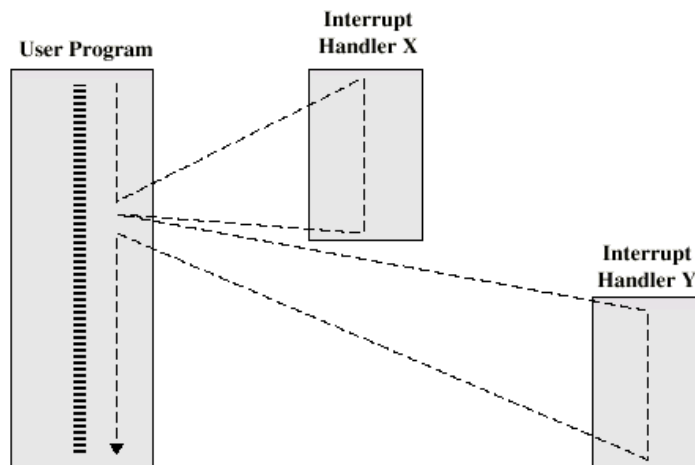 User Program
Interrupt
Handler X
Interrupt
Handler Y